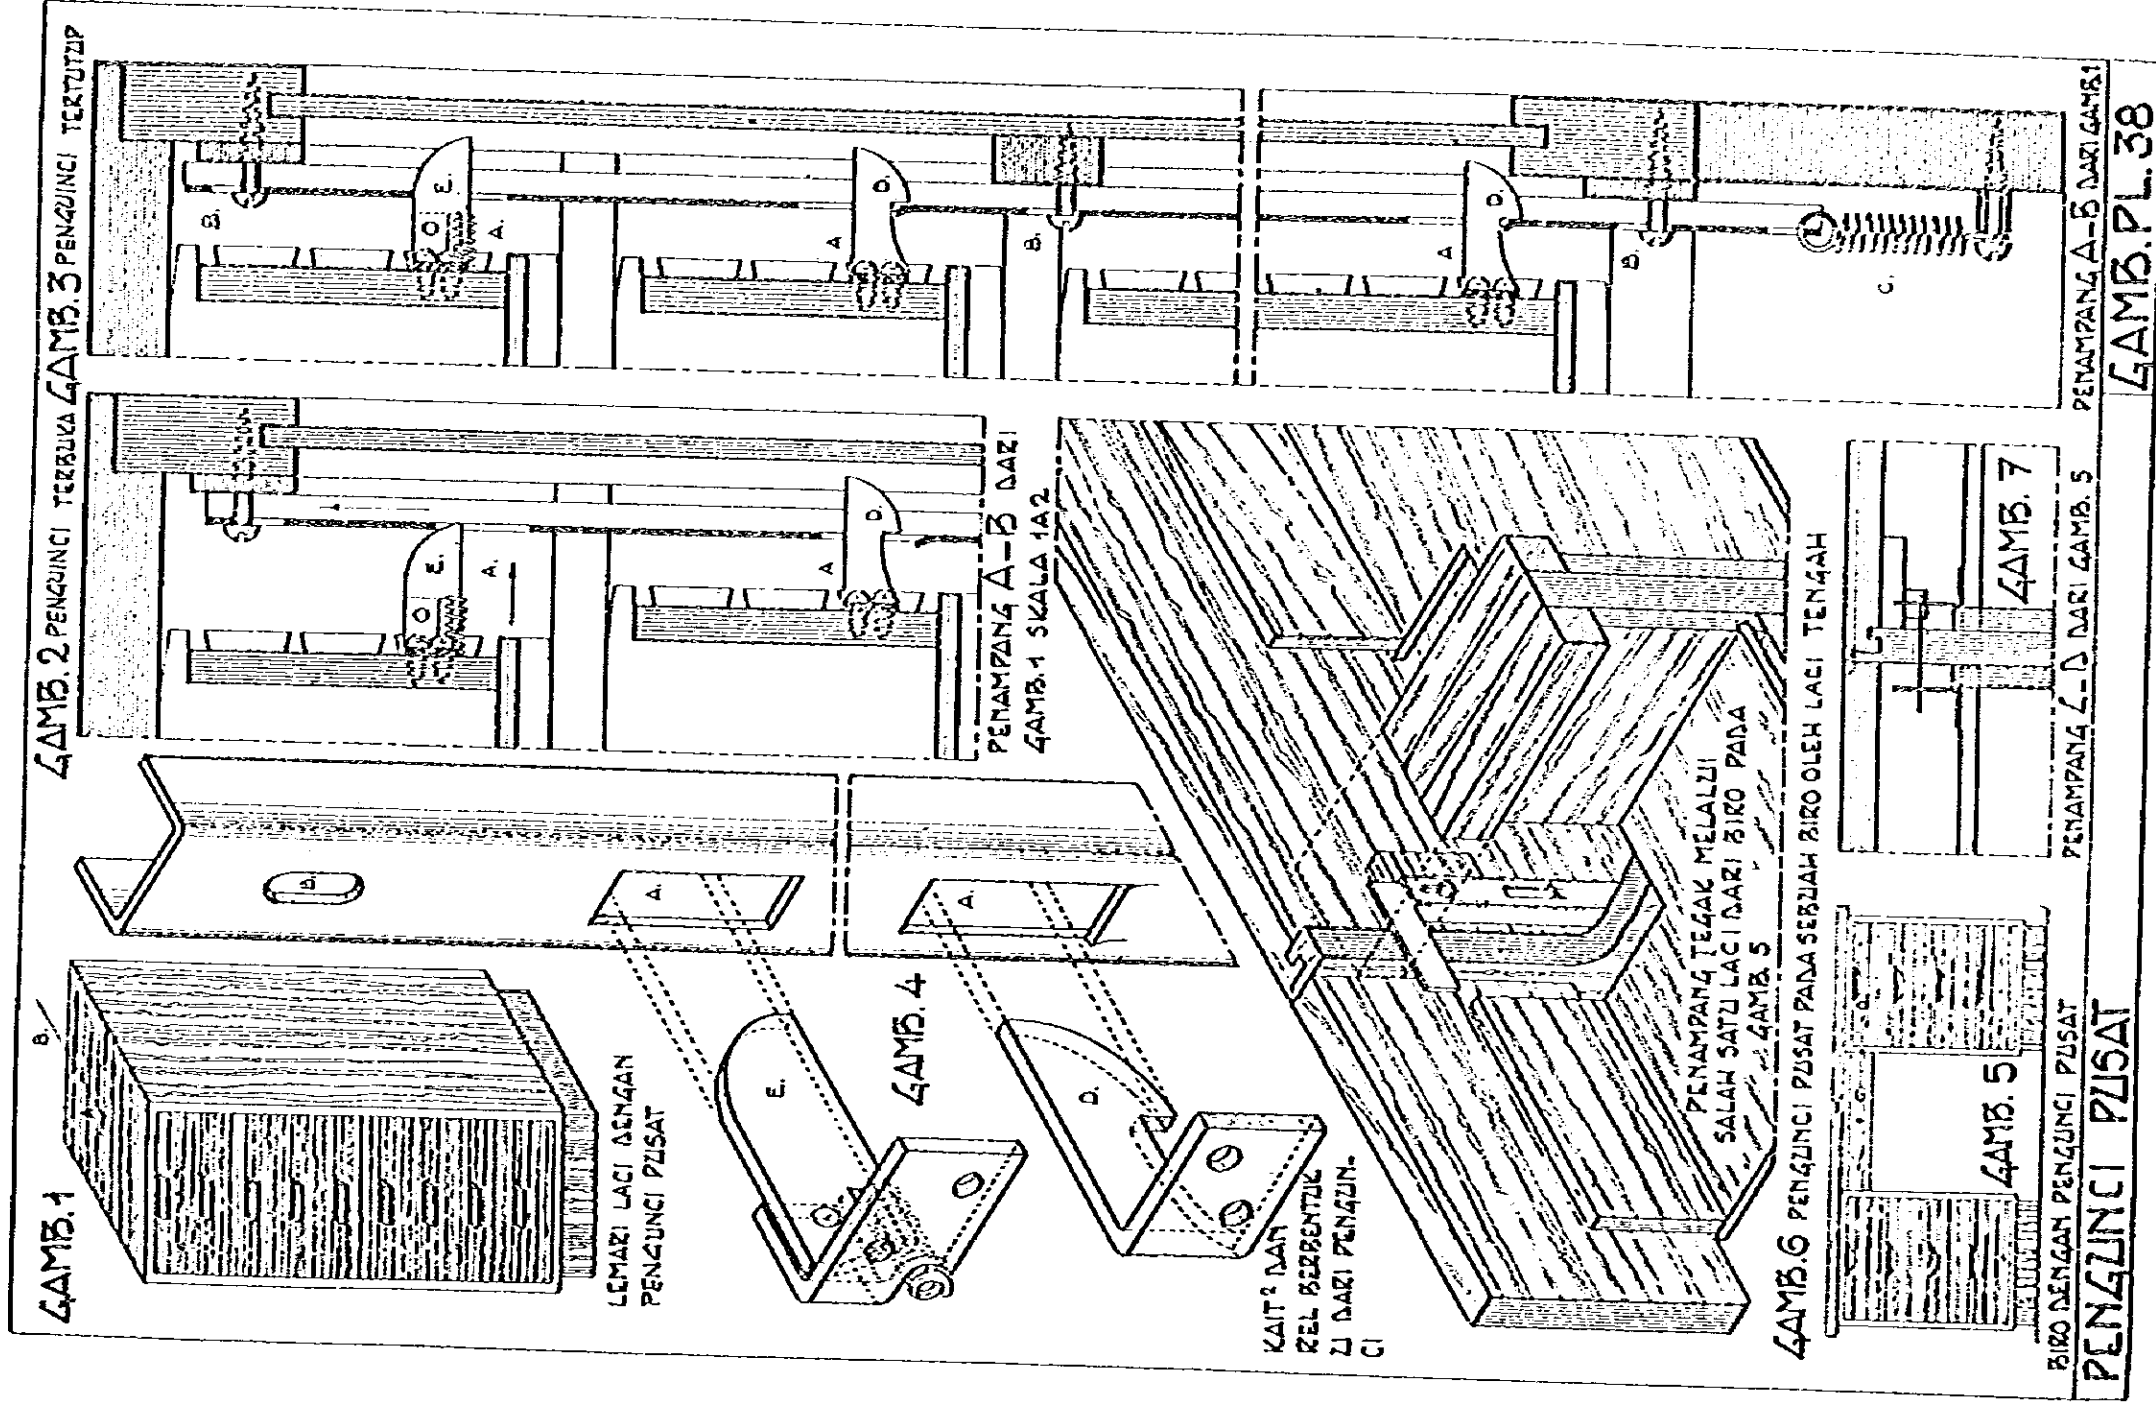 GAMB.1
B.
A
LEMARI LACI DENGAN
PENGUNCI PUSAT
GAMB.2 PENGUNCI TERBUKA
E.
A.
A
D.
PENAMPANG A-B DARI
GAMB.1 SKALA 1A2
GAMB.3 PENGUNCI TERTUTUP
B.
E.
A.
A
D.
B.
A
D.
B.
C.
PENAMPANG A-B DARI GAMB.1
B.
A.
A.
E.
GAMB.4
D.
KAIT² DAN
REL BERBENTUK
U DARI PENGUN-
CI
PENAMPANG TEGAK MELALUI
SALAH SATU LACI DARI BIRO PADA
GAMB. 5
GAMB.6 PENGUNCI PUSAT PADA SEBUAH BIRO OLEH LACI TENGAH
GAMB. 5
BIRO DENGAN PENGUNCI PUSAT
GAMB. 7
PENAMPANG C-D DARI GAMB. 5
PENGUNCI PUSAT
GAMB.PL.38